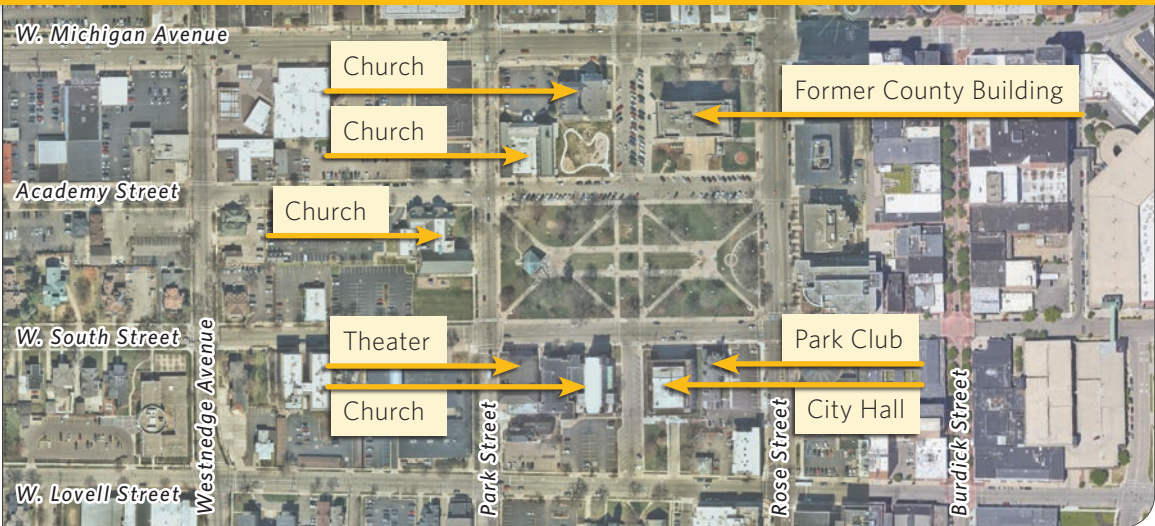 W. Michigan Avenue
Church
Former County Building
Church
Academy Street
Church
W. South Street
Theater
Park Club
Church
City Hall
Westnedge Avenue
Park Street
Rose Street
Burdick Street
W. Lovell Street